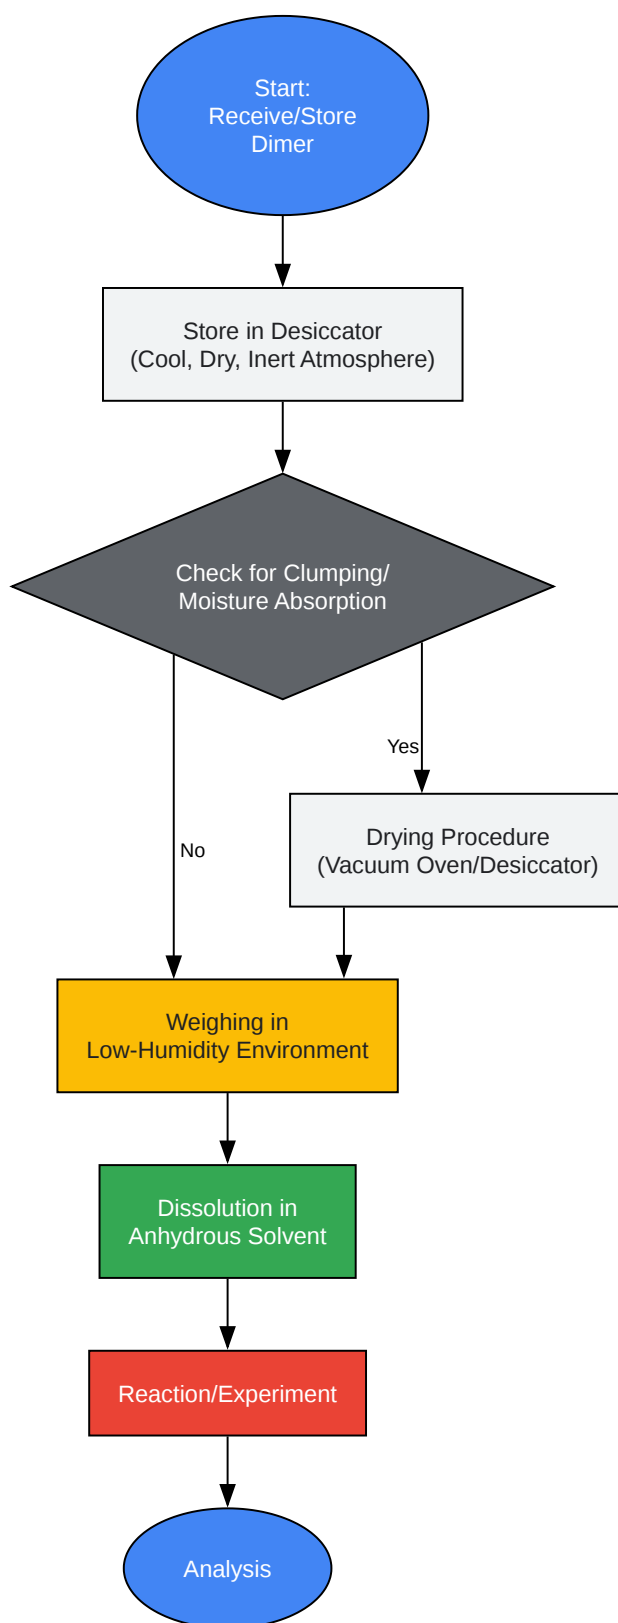 Start:
Receive/Store
Dimer
Store in Desiccator
(Cool, Dry, Inert Atmosphere)
Check for Clumping/
Moisture Absorption
Yes
Drying Procedure
(Vacuum Oven/Desiccator)
No
Weighing in
Low-Humidity Environment
Dissolution in
Anhydrous Solvent
Reaction/Experiment
Analysis